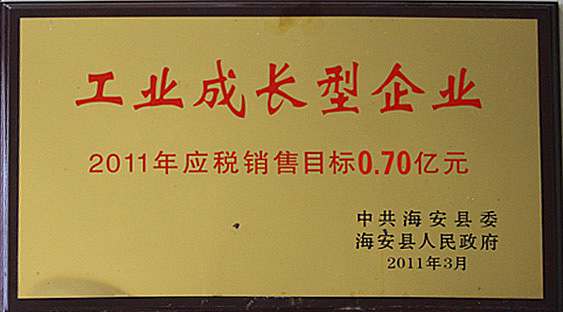 工业成长型企业
2011年应税销售目标0.70亿元
中共海安县委
海安县人民政府
2011年3月